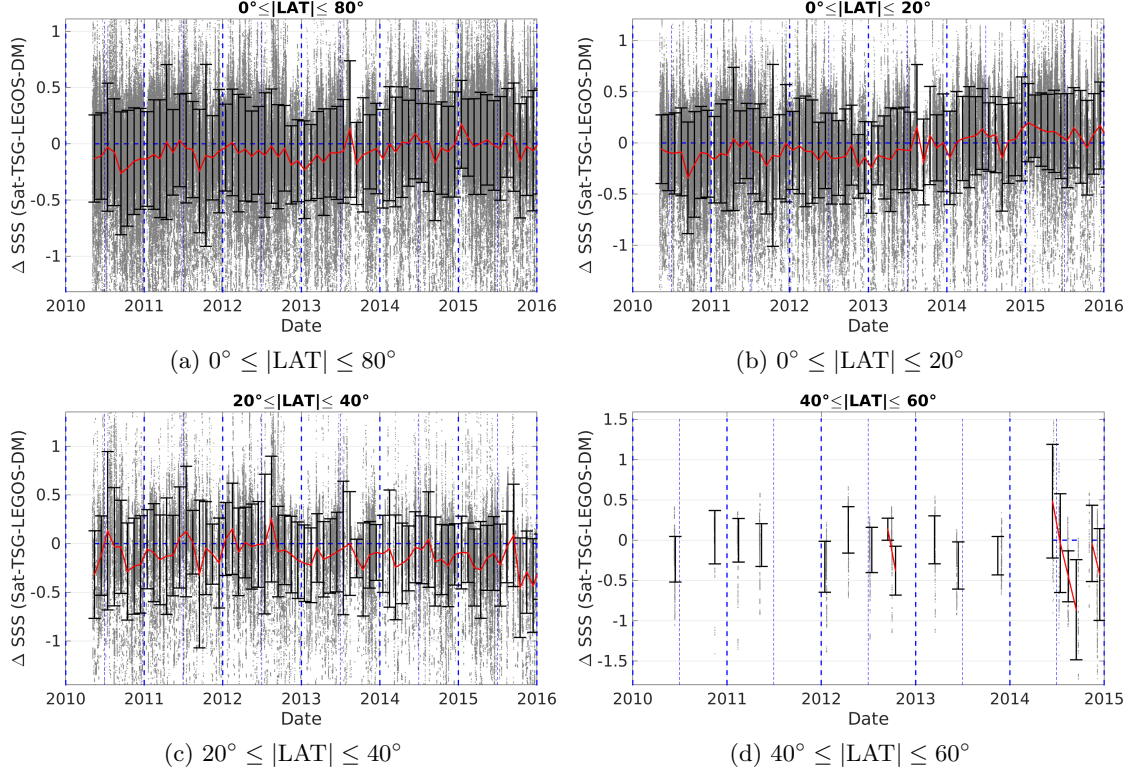 0°≤|LAT|≤ 80°
Δ SSS (Sat-TSG-LEGOS-DM)
1
0.5
0
-0.5
-1
2010 2011 2012 2013 2014 2015 2016
Date
(a) 0° ≤ |LAT| ≤ 80°
0°≤|LAT|≤ 20°
Δ SSS (Sat-TSG-LEGOS-DM)
1
0.5
0
-0.5
-1
2010 2011 2012 2013 2014 2015 2016
Date
(b) 0° ≤ |LAT| ≤ 20°
20°≤|LAT|≤ 40°
Δ SSS (Sat-TSG-LEGOS-DM)
1
0.5
0
-0.5
-1
2010 2011 2012 2013 2014 2015 2016
Date
(c) 20° ≤ |LAT| ≤ 40°
40°≤|LAT|≤ 60°
Δ SSS (Sat-TSG-LEGOS-DM)
1.5
1
0.5
0
-0.5
-1
-1.5
2010 2011 2012 2013 2014 2015
Date
(d) 40° ≤ |LAT| ≤ 60°